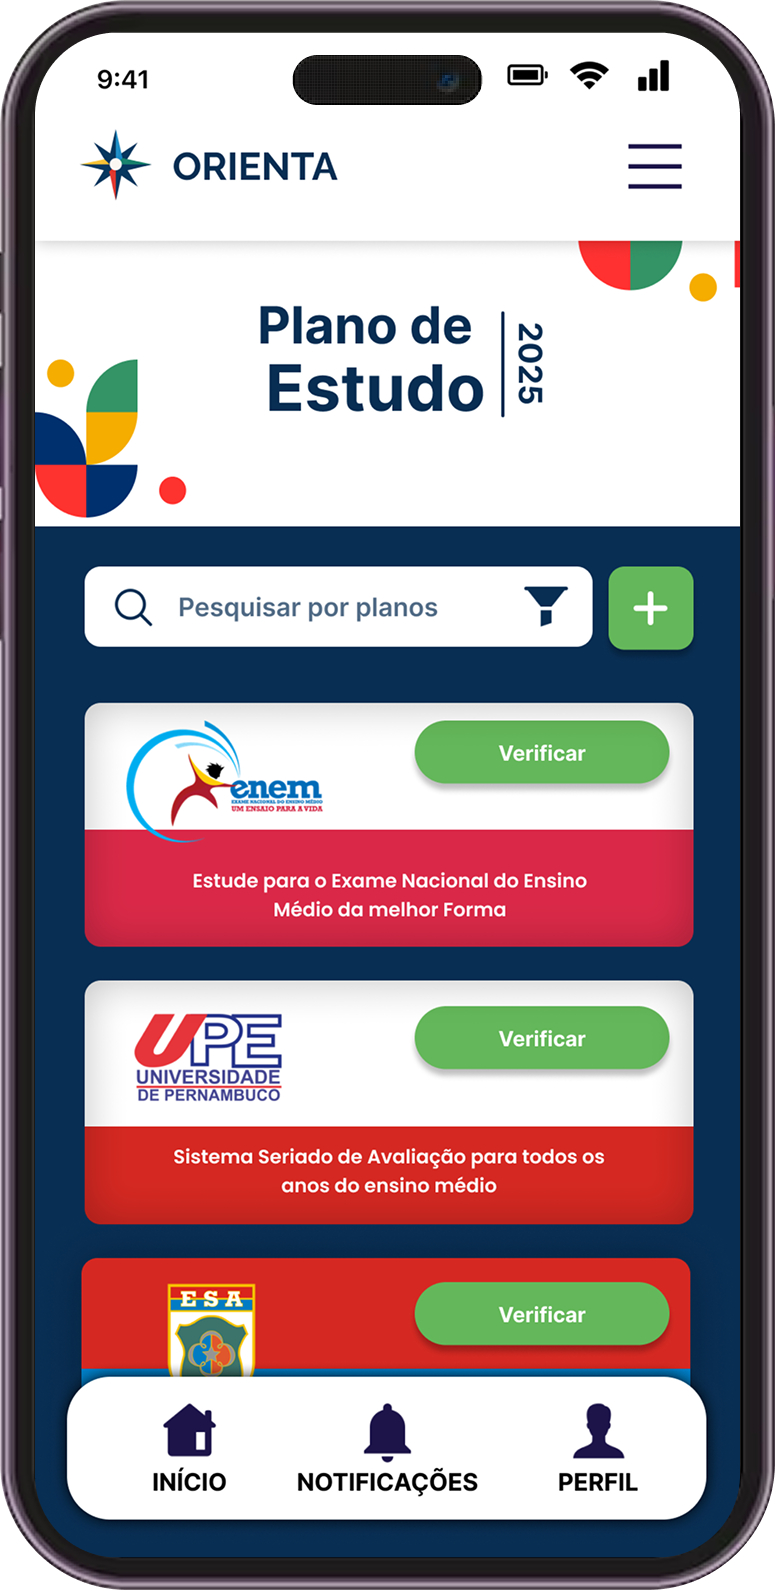 9:41
ORIENTA
Plano de
Estudo
2025
Pesquisar por planos
Verificar
enem
EXAME NACIONAL DO ENSINO MÉDIO
UM ENSAIO PARA A VIDA
Estude para o Exame Nacional do Ensino
Médio da melhor Forma
UPE
UNIVERSIDADE
DE PERNAMBUCO
Verificar
Sistema Seriado de Avaliação para todos os
anos do ensino médio
ESA
Verificar
INÍCIO
NOTIFICAÇÕES
PERFIL